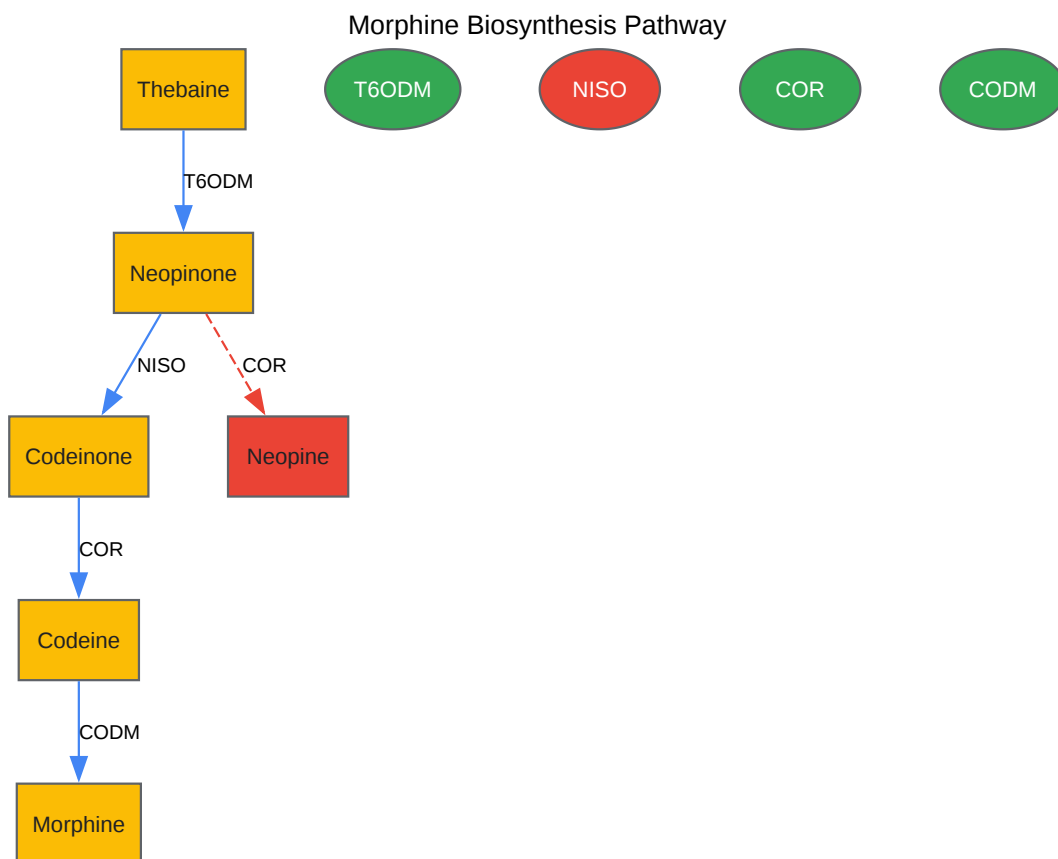 Morphine Biosynthesis Pathway
Thebaine
T6ODM
NISO
COR
CODM
T6ODM
Neopinone
NISO
COR
Codeinone
Neopine
COR
Codeine
CODM
Morphine